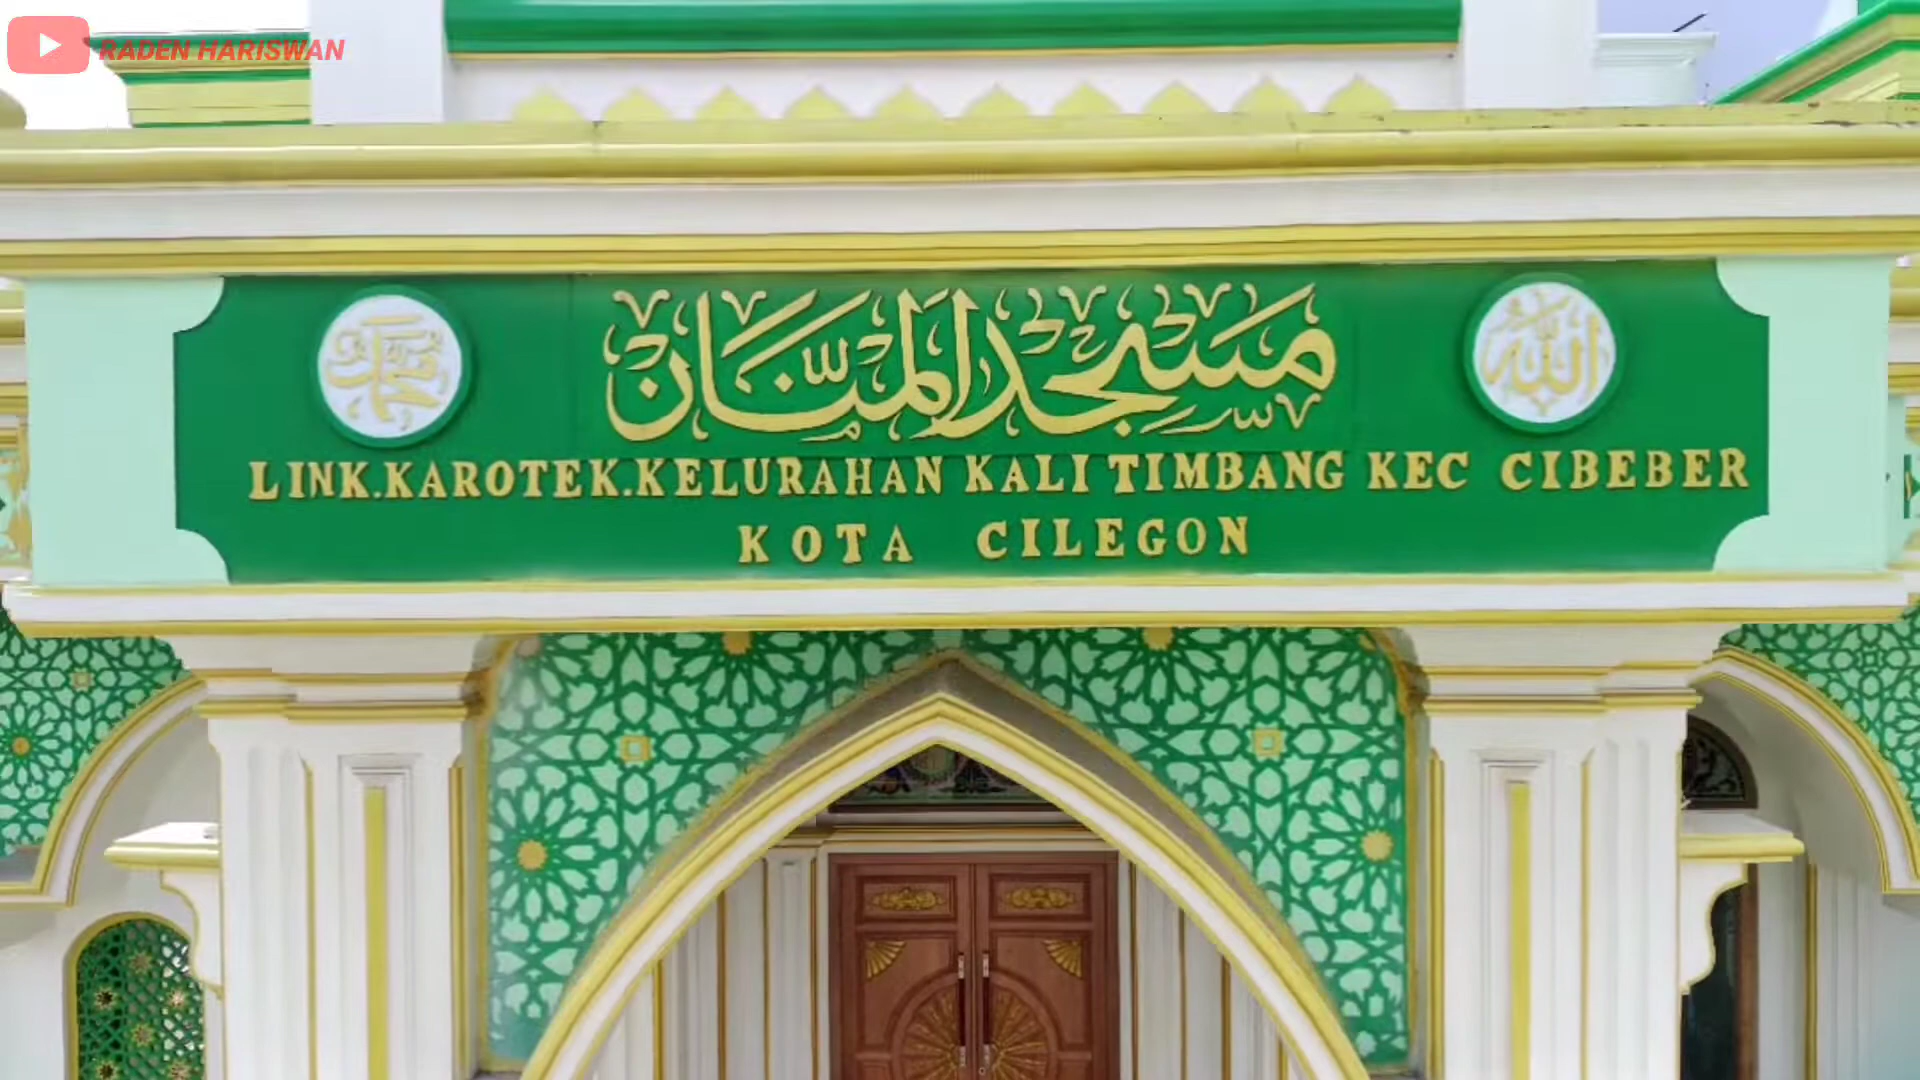 RADEN HARISWAN
مسجد المنان
محمد
الله
LINK.KAROTEK.KELURAHAN KALI TIMBANG KEC CIBEBER
KOTA CILEGON